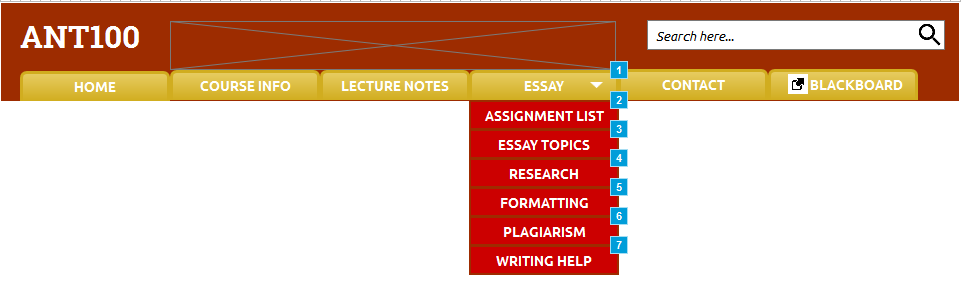 ANT100
Search here...
HOME COURSE INFO LECTURE NOTES ESSAY 1 CONTACT BLACKBOARD
2
ASSIGNMENT LIST
3
ESSAY TOPICS
4
RESEARCH
5
FORMATTING
6
PLAGIARISM
7
WRITING HELP